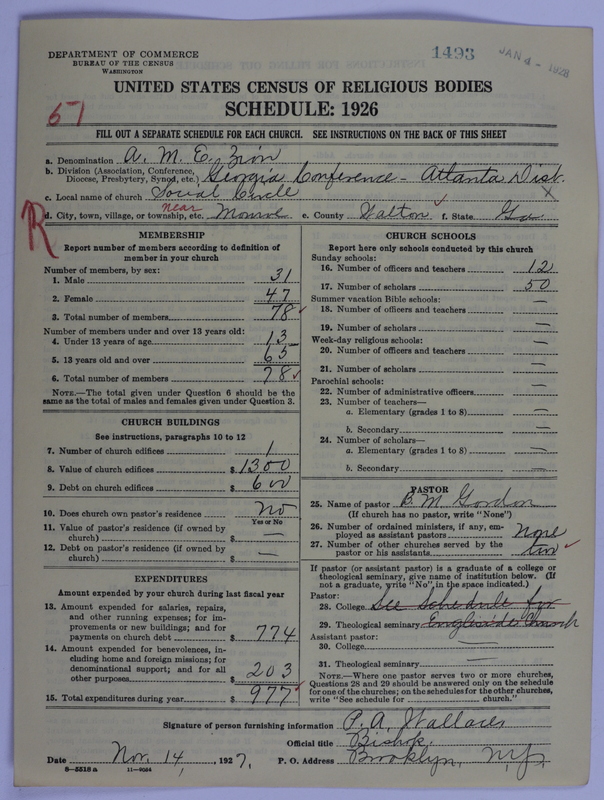 DEPARTMENT OF COMMERCE
BUREAU OF THE CENSUS
WASHINGTON
1493
JAN 4 - 1928
UNITED STATES CENSUS OF RELIGIOUS BODIES
SCHEDULE: 1926
51
FILL OUT A SEPARATE SCHEDULE FOR EACH CHURCH. SEE INSTRUCTIONS ON THE BACK OF THIS SHEET
a. Denomination A. M. E. Zion
b. Division (Association, Conference, Diocese, Presbytery, Synod, etc.) Georgia Conference - Atlanta Dist.
c. Local name of church Social Circle X
R
d. City, town, village, or township, etc. near Monroe e. County Walton f. State Ga
MEMBERSHIP
Report number of members according to definition of member in your church
Number of members, by sex:
1. Male 31
2. Female 47
3. Total number of members 78
Number of members under and over 13 years old:
4. Under 13 years of age 13
5. 13 years old and over 65
6. Total number of members 78
NOTE.—The total given under Question 6 should be the same as the total of males and females given under Question 3.
CHURCH BUILDINGS
See instructions, paragraphs 10 to 12
7. Number of church edifices 1
8. Value of church edifices $ 1300
9. Debt on church edifices $ 600
10. Does church own pastor's residence no
Yes or No
11. Value of pastor's residence (if owned by church) $ —
12. Debt on pastor's residence (if owned by church) $ —
EXPENDITURES
Amount expended by your church during last fiscal year
13. Amount expended for salaries, repairs, and other running expenses; for improvements or new buildings; and for payments on church debt $ 774
14. Amount expended for benevolences, including home and foreign missions; for denominational support; and for all other purposes $ 203
15. Total expenditures during year $ 977
CHURCH SCHOOLS
Report here only schools conducted by this church
Sunday schools:
16. Number of officers and teachers 12
17. Number of scholars 50
Summer vacation Bible schools:
18. Number of officers and teachers —
19. Number of scholars —
Week-day religious schools:
20. Number of officers and teachers —
21. Number of scholars —
Parochial schools:
22. Number of administrative officers —
23. Number of teachers—
a. Elementary (grades 1 to 8) —
b. Secondary —
24. Number of scholars—
a. Elementary (grades 1 to 8) —
b. Secondary —
PASTOR
25. Name of pastor B. M. Gordon
(If church has no pastor, write "None")
26. Number of ordained ministers, if any, employed as assistant pastors None
27. Number of other churches served by the pastor or his assistants two
If pastor (or assistant pastor) is a graduate of a college or theological seminary, give name of institution below. (If not a graduate, write "No", in the space indicated.)
Pastor:
28. College See schedule for
29. Theological seminary Church
Assistant pastor:
30. College —
31. Theological seminary —
NOTE.—Where one pastor serves two or more churches, Questions 28 and 29 should be answered only on the schedule for one of the churches; on the schedules for the other churches, write "See schedule for ________ church."
Signature of person furnishing information P. A. Wallace
Official title Bishop.
Date Nov. 14, 1927. P. O. Address Brooklyn, N.Y.
8-5518 a 11-9024